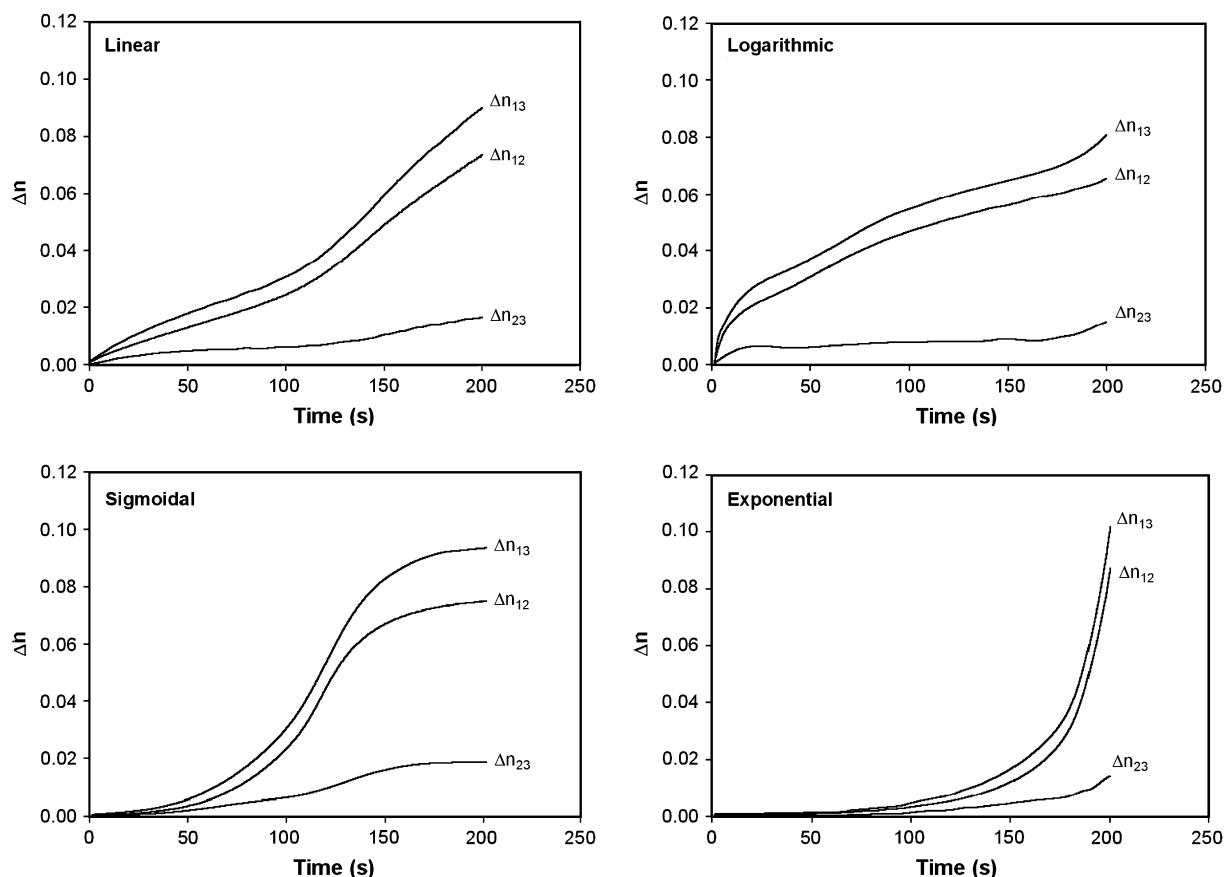 Linear
0.12
0.10
0.08
0.06
0.04
0.02
0.00
Δn
Δn13
Δn12
Δn23
0 50 100 150 200 250
Time (s)
Logarithmic
0.12
0.10
0.08
0.06
0.04
0.02
0.00
Δn
Δn13
Δn12
Δn23
0 50 100 150 200 250
Time (s)
Sigmoidal
0.12
0.10
0.08
0.06
0.04
0.02
0.00
Δn
Δn13
Δn12
Δn23
0 50 100 150 200 250
Time (s)
Exponential
0.12
0.10
0.08
0.06
0.04
0.02
0.00
Δn
Δn13
Δn12
Δn23
0 50 100 150 200 250
Time (s)